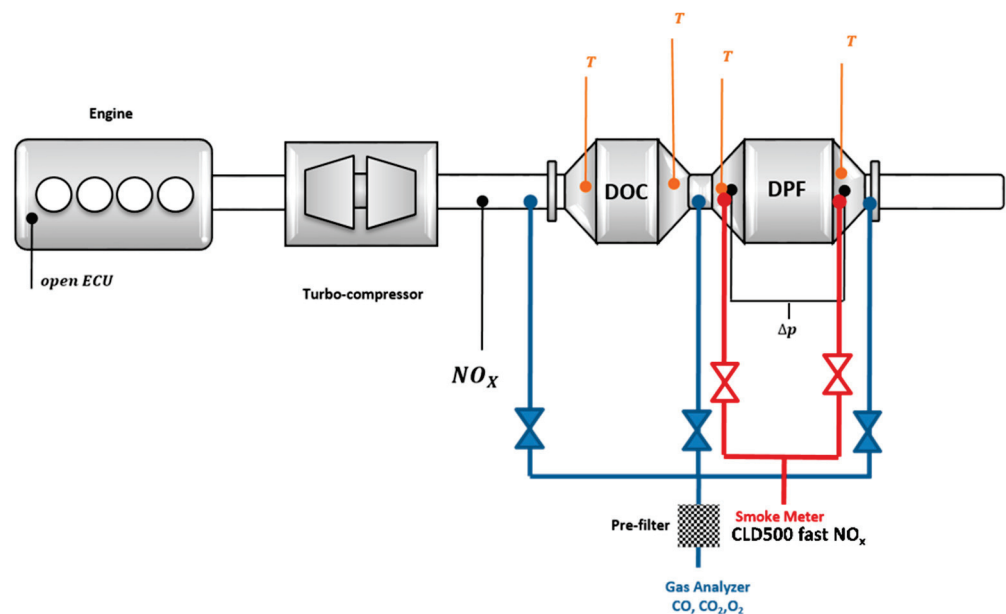 T
T
T
T
Engine
DOC
DPF
open ECU
Turbo-compressor
Δp
NOX
Pre-filter
Smoke Meter
CLD500 fast NOx
Gas Analyzer
CO, CO2,O2